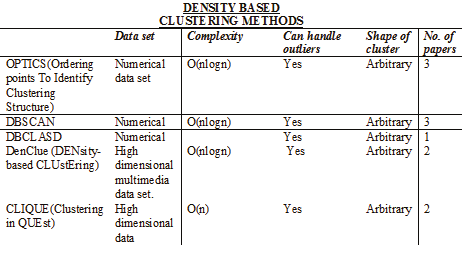 DENSITY BASED
CLUSTERING METHODS
Data set Complexity Can handle Shape of No. of
outliers cluster papers
OPTICS(Ordering Numerical O(nlogn) Yes Arbitrary 3
points To Identify data set
Clustering
Structure)
DBSCAN Numerical O(nlogn) Yes Arbitrary 3
DBCLASD Numerical Yes Arbitrary 1
DenClue (DENsity- High O(nlogn) Yes Arbitrary 2
based CLUstEring) dimensional
multimedia
data set.
CLIQUE(Clustering High O(n) Yes Arbitrary 2
in QUEst) dimensional
data